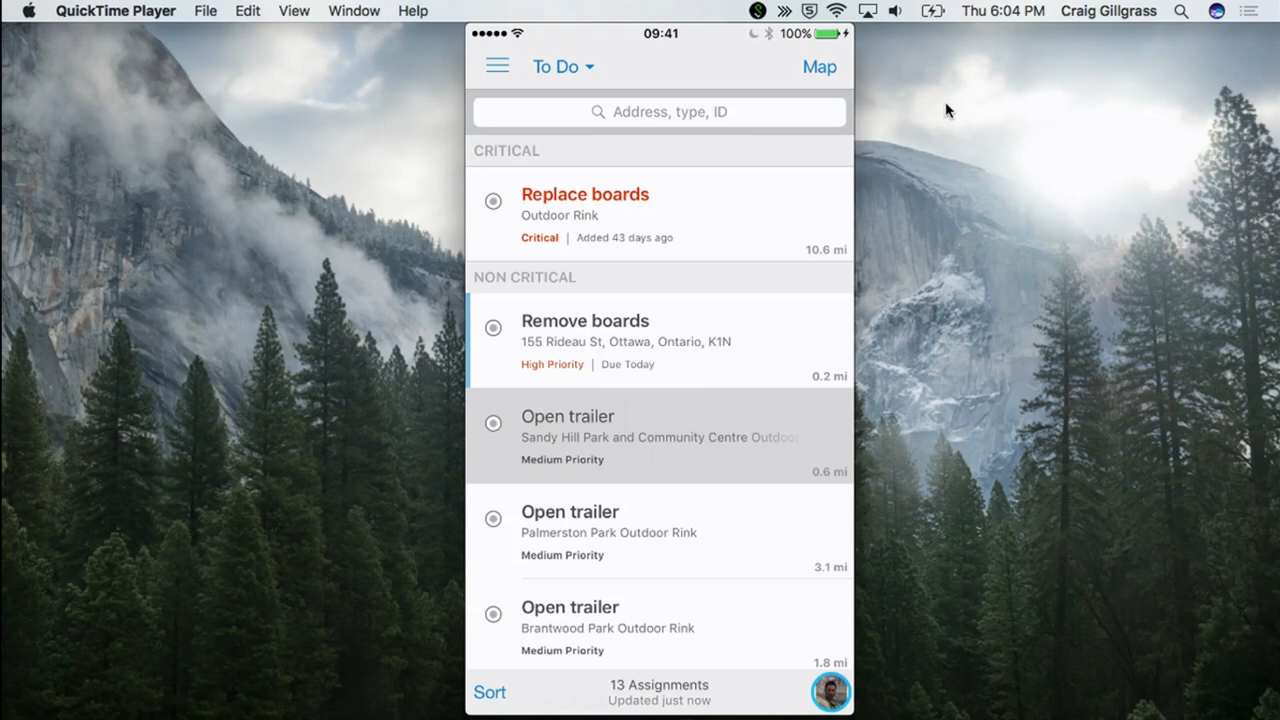 QuickTime Player File Edit View Window Help 5 Thu 6:04 PM Craig Gillgrass
09:41 100%
To Do Map
Address, type, ID
CRITICAL
Replace boards
Outdoor Rink
Critical | Added 43 days ago
10.6 mi
NON CRITICAL
Remove boards
155 Rideau St, Ottawa, Ontario, K1N
High Priority | Due Today
0.2 mi
Open trailer
Sandy Hill Park and Community Centre Outdoo
Medium Priority
0.6 mi
Open trailer
Palmerston Park Outdoor Rink
Medium Priority
3.1 mi
Open trailer
Brantwood Park Outdoor Rink
Medium Priority
1.8 mi
Sort 13 Assignments
Updated just now